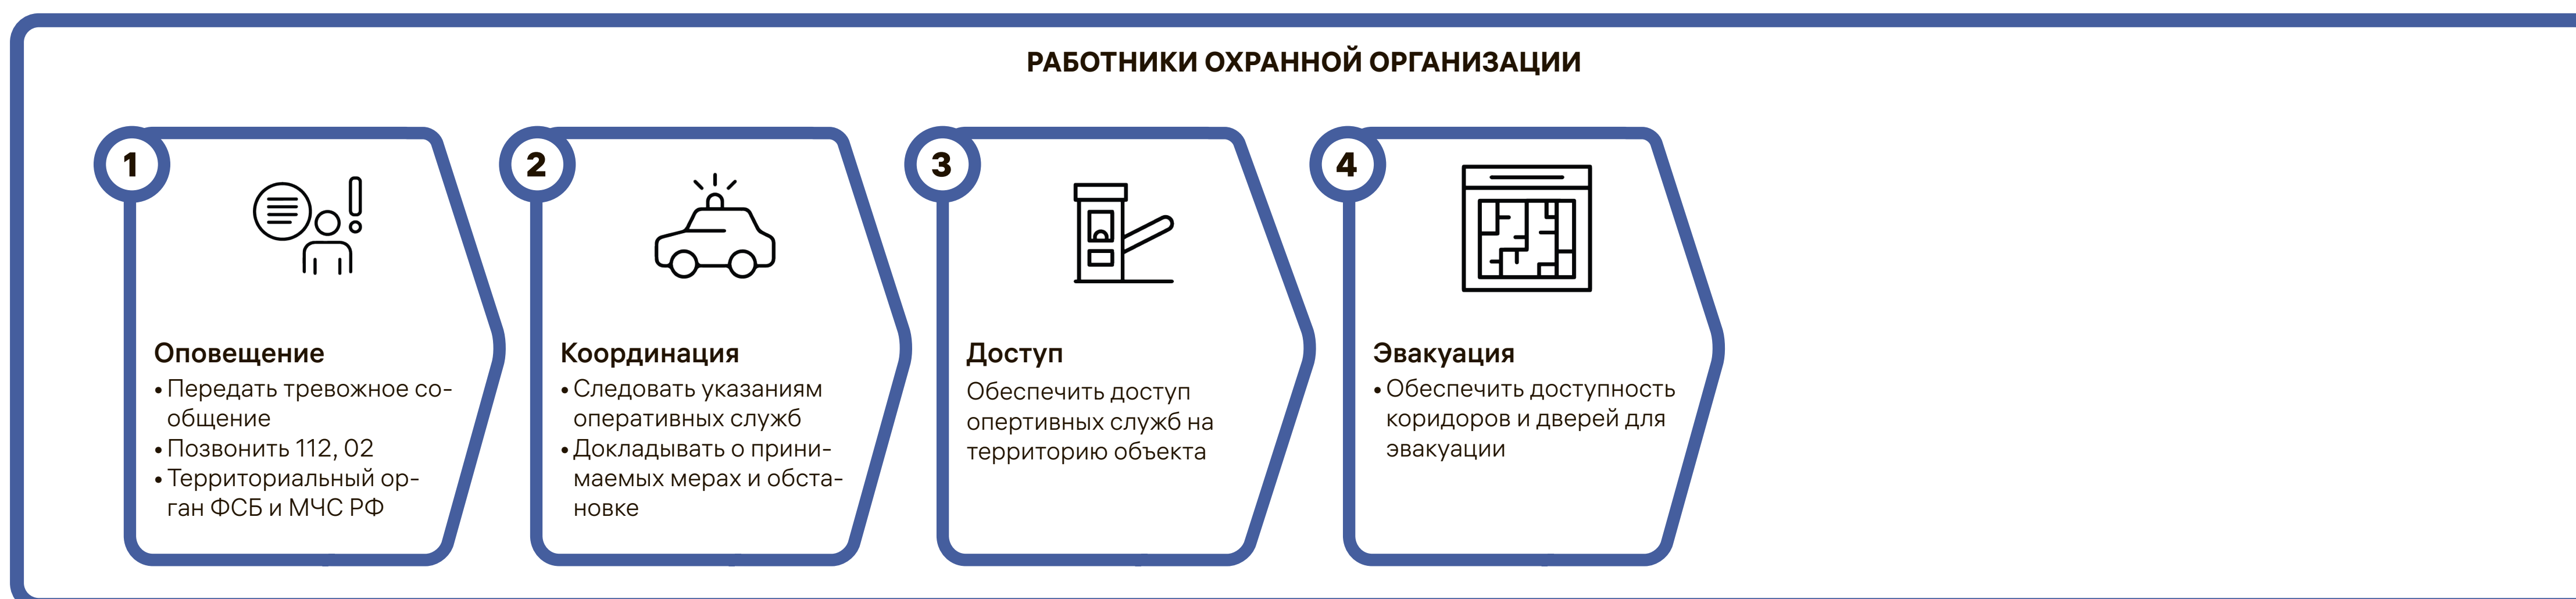 РАБОТНИКИ ОХРАННОЙ ОРГАНИЗАЦИИ
1
Оповещение
• Передать тревожное со-
общение
• Позвонить 112, 02
• Территориальный ор-
ган ФСБ и МЧС РФ
2
Координация
• Следовать указаниям
оперативных служб
• Докладывать о прини-
маемых мерах и обста-
новке
3
Доступ
Обеспечить доступ
опертивных служб на
территорию объекта
4
Эвакуация
• Обеспечить доступность
коридоров и дверей для
эвакуации